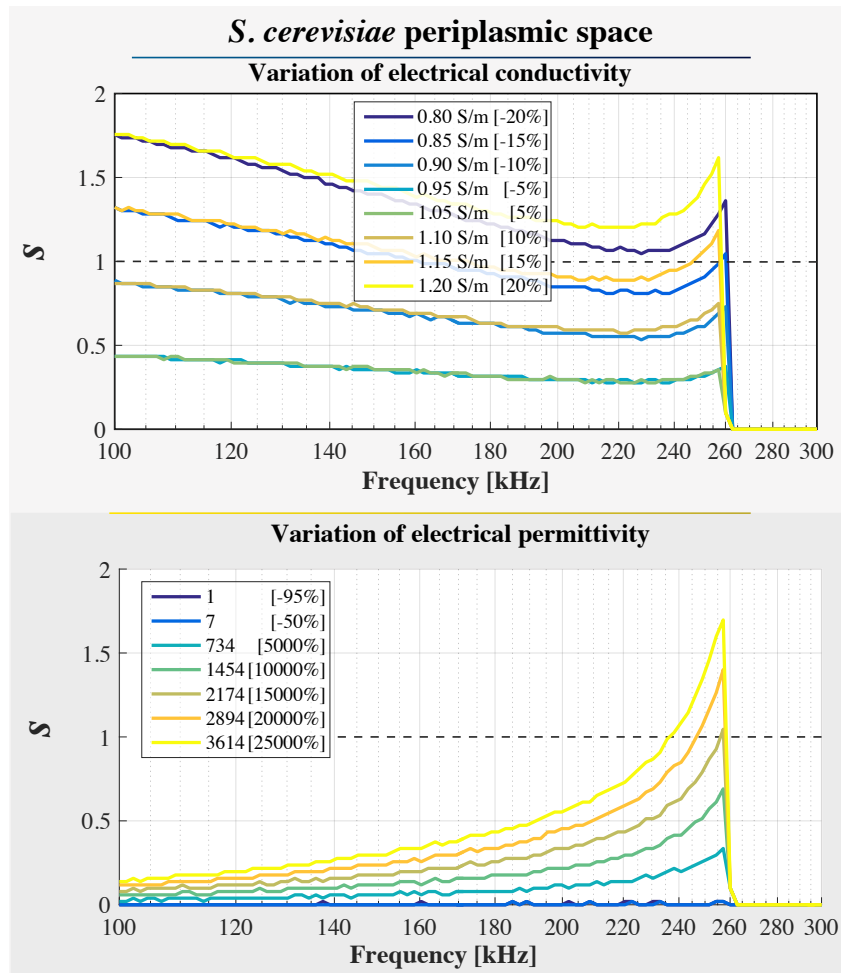 S. cerevisiae periplasmic space
Variation of electrical conductivity
2
1.5
1
0.5
0
S
0.80 S/m [-20%]
0.85 S/m [-15%]
0.90 S/m [-10%]
0.95 S/m [-5%]
1.05 S/m [5%]
1.10 S/m [10%]
1.15 S/m [15%]
1.20 S/m [20%]
100 120 140 160 180 200 220 240 260 280 300
Frequency [kHz]
Variation of electrical permittivity
2
1.5
1
0.5
0
S
1 [-95%]
7 [-50%]
734 [5000%]
1454 [10000%]
2174 [15000%]
2894 [20000%]
3614 [25000%]
100 120 140 160 180 200 220 240 260 280 300
Frequency [kHz]